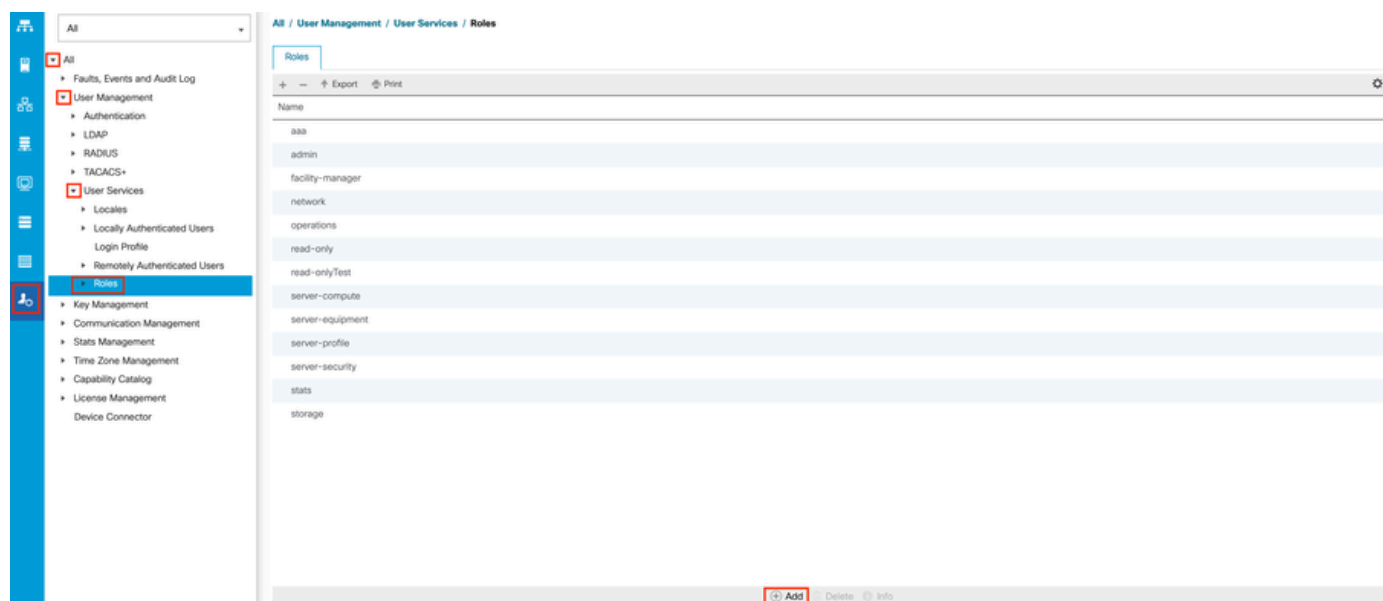 All
All / User Management / User Services / Roles
All
Faults, Events and Audit Log
User Management
Authentication
LDAP
RADIUS
TACACS+
User Services
Locales
Locally Authenticated Users
Login Profile
Remotely Authenticated Users
Roles
Key Management
Communication Management
Stats Management
Time Zone Management
Capability Catalog
License Management
Device Connector
Roles
+ − Export Print
Name
aaa
admin
facility-manager
network
operations
read-only
read-onlyTest
server-compute
server-equipment
server-profile
server-security
stats
storage
Add Delete Info